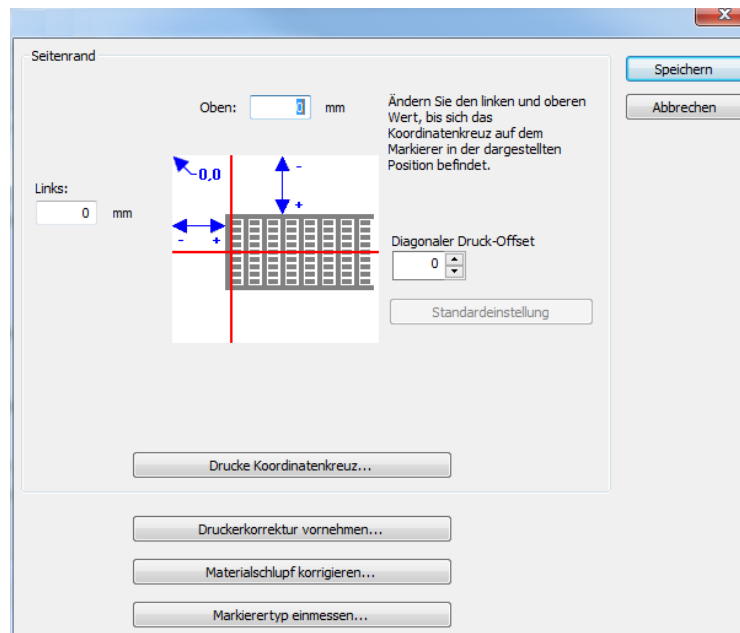 X
Seitenrand
Speichern
Oben: 0 mm
Ändern Sie den linken und oberen
Wert, bis sich das
Koordinatenkreuz auf dem
Markierer in der dargestellten
Position befindet.
Abbrechen
0,0
-
+
Links:
0 mm
- +
Diagonaler Druck-Offset
0
Standardeinstellung
Drucke Koordinatenkreuz...
Druckerkorrektur vornehmen...
Materialschlupf korrigieren...
Markierertyp einmessen...